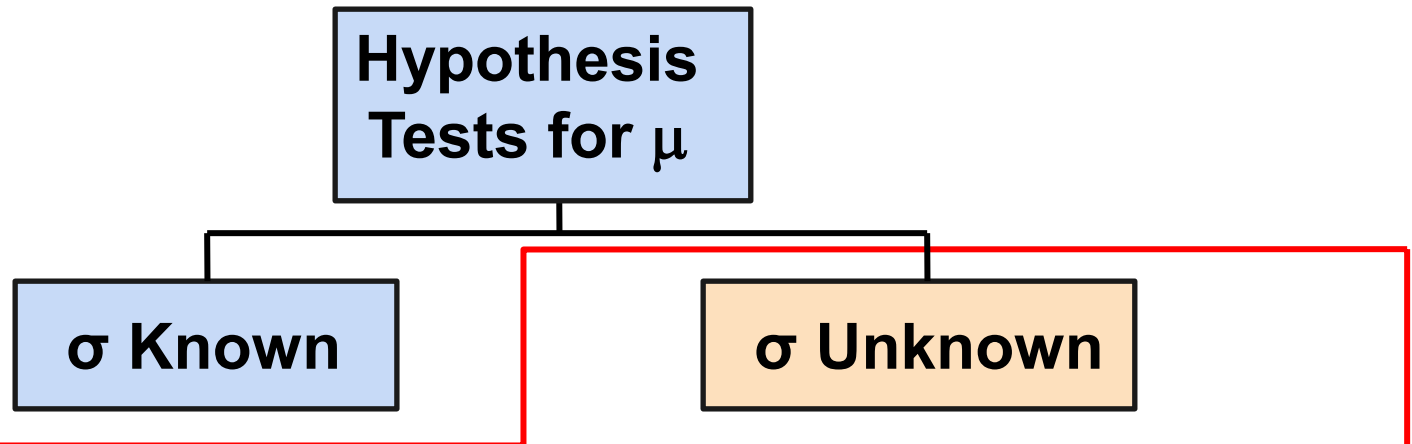 Hypothesis
Tests for μ
σ Known
σ Unknown